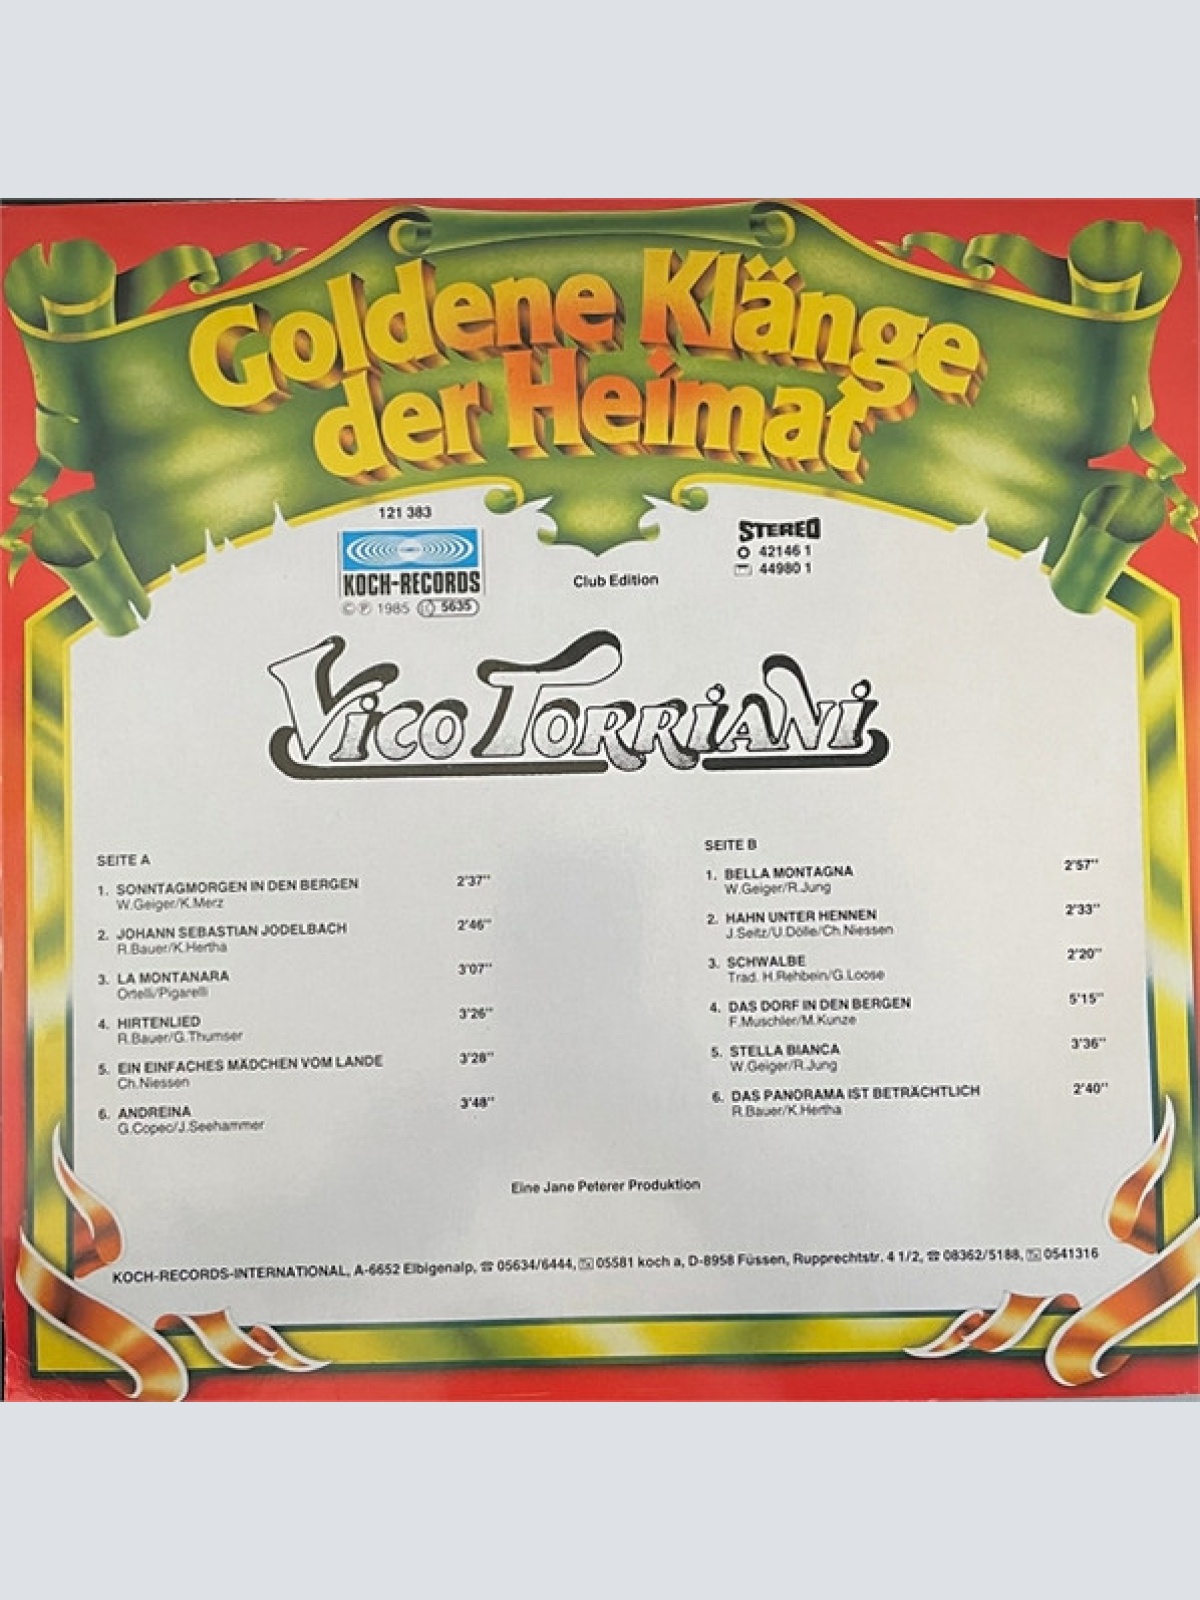 Goldene Klänge
der Heimat
121 383
KOCH-RECORDS
© ℗ 1985 5635
Club Edition
STEREO
42146 1
44980 1
Vico Torriani
SEITE A
1. SONNTAGMORGEN IN DEN BERGEN 2'37''
W.Geiger/K.Merz
2. JOHANN SEBASTIAN JODELBACH 2'46''
R.Bauer/K.Hertha
3. LA MONTANARA 3'07''
Ortelli/Pigarelli
4. HIRTENLIED 3'26''
R.Bauer/G.Thumser
5. EIN EINFACHES MÄDCHEN VOM LANDE 3'28''
Ch.Niessen
6. ANDREINA 3'48''
G.Copec/J.Seehammer
SEITE B
1. BELLA MONTAGNA 2'57''
W.Geiger/R.Jung
2. HAHN UNTER HENNEN 2'33''
J.Seitz/U.Dölle/Ch.Niessen
3. SCHWALBE 2'20''
Trad. H.Rehbein/G.Loose
4. DAS DORF IN DEN BERGEN 5'15''
F.Muschler/M.Kunze
5. STELLA BIANCA 3'36''
W.Geiger/R.Jung
6. DAS PANORAMA IST BETRÄCHTLICH 2'40''
R.Bauer/K.Hertha
Eine Jane Peterer Produktion
KOCH-RECORDS-INTERNATIONAL, A-6652 Elbigenalp, ☎ 05634/6444, 05581 koch a, D-8958 Füssen, Rupprechtstr. 4 1/2, ☎ 08362/5188, 0541316